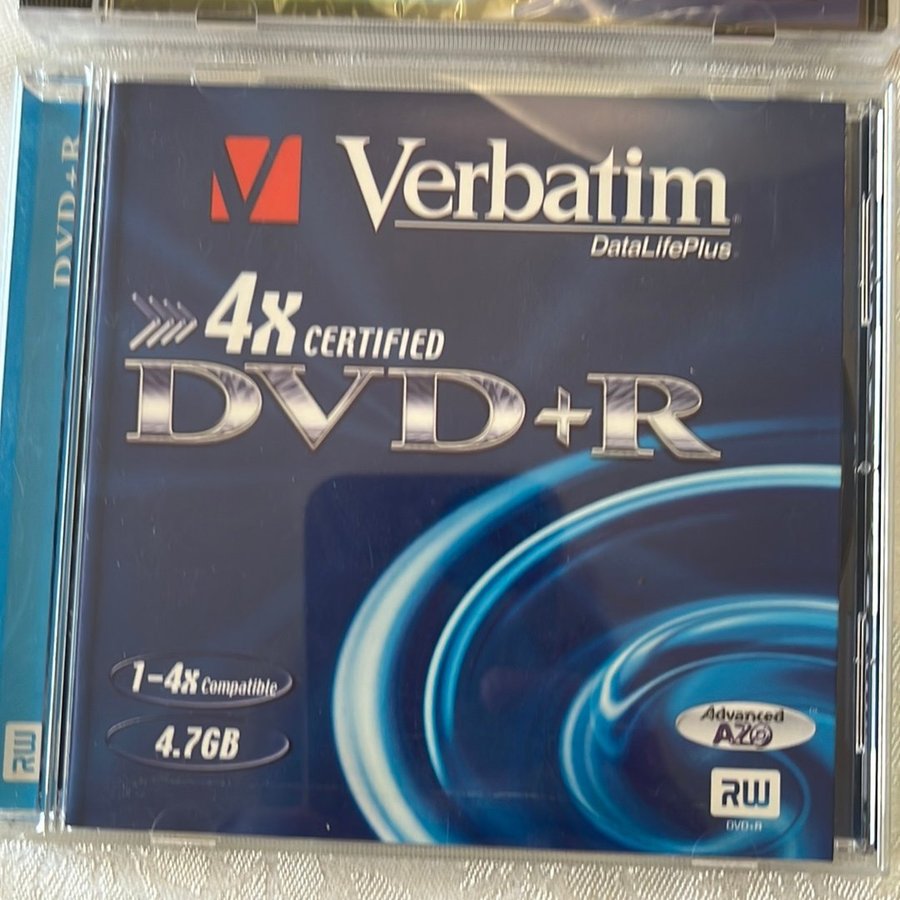 DVD+R
Verbatim
DataLifePlus
4x CERTIFIED
DVD+R
1-4x Compatible
4.7GB
Advanced
AZO
RW
DVD+R
RW